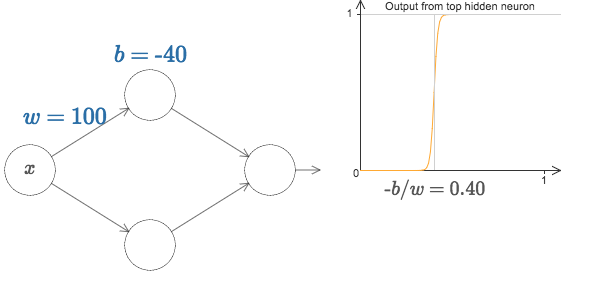 Output from top hidden neuron
1
b = -40
w = 100
x
0
1
-b/w = 0.40